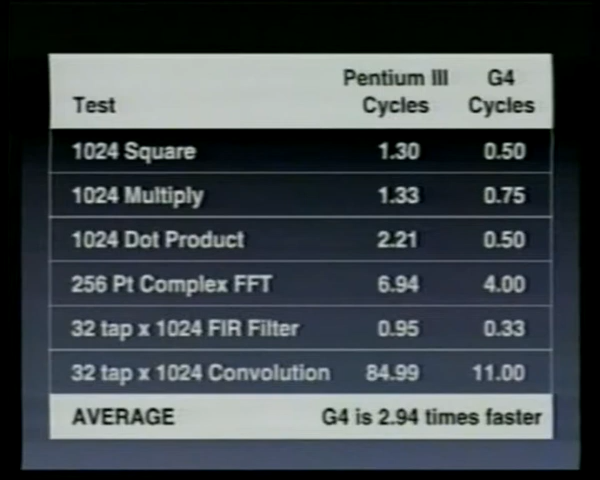 Test Pentium III Cycles G4 Cycles
1024 Square 1.30 0.50
1024 Multiply 1.33 0.75
1024 Dot Product 2.21 0.50
256 Pt Complex FFT 6.94 4.00
32 tap x 1024 FIR Filter 0.95 0.33
32 tap x 1024 Convolution 84.99 11.00
AVERAGE G4 is 2.94 times faster